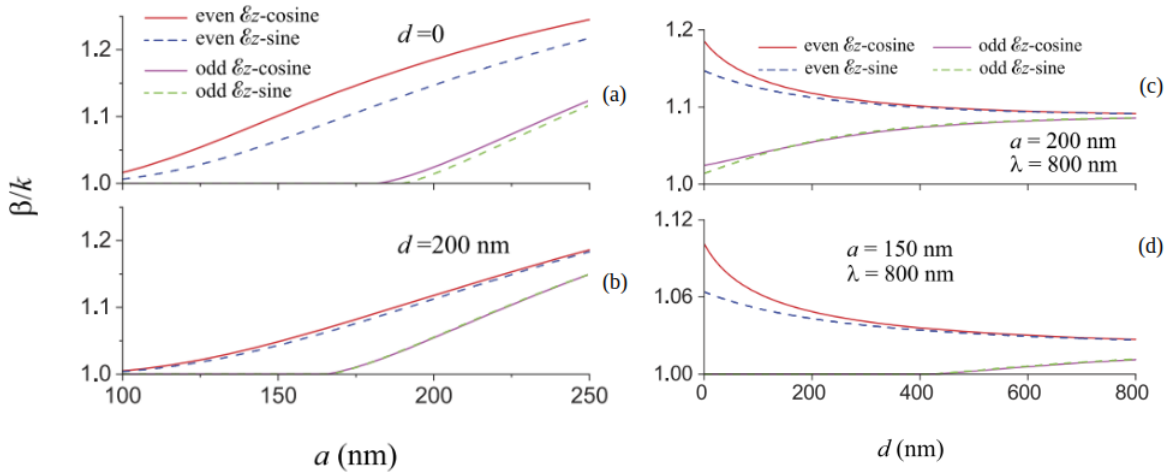 β/k
even ℰz-cosine
even ℰz-sine
odd ℰz-cosine
odd ℰz-sine
d=0
(a)
1.2
1.1
1.0
d=200 nm
(b)
1.2
1.1
1.0
100 150 200 250
a (nm)
even ℰz-cosine odd ℰz-cosine
even ℰz-sine odd ℰz-sine
(c)
1.2
1.1
1.0
a = 200 nm
λ = 800 nm
1.12
1.06
1.00
a = 150 nm
λ = 800 nm
(d)
0 200 400 600 800
d (nm)